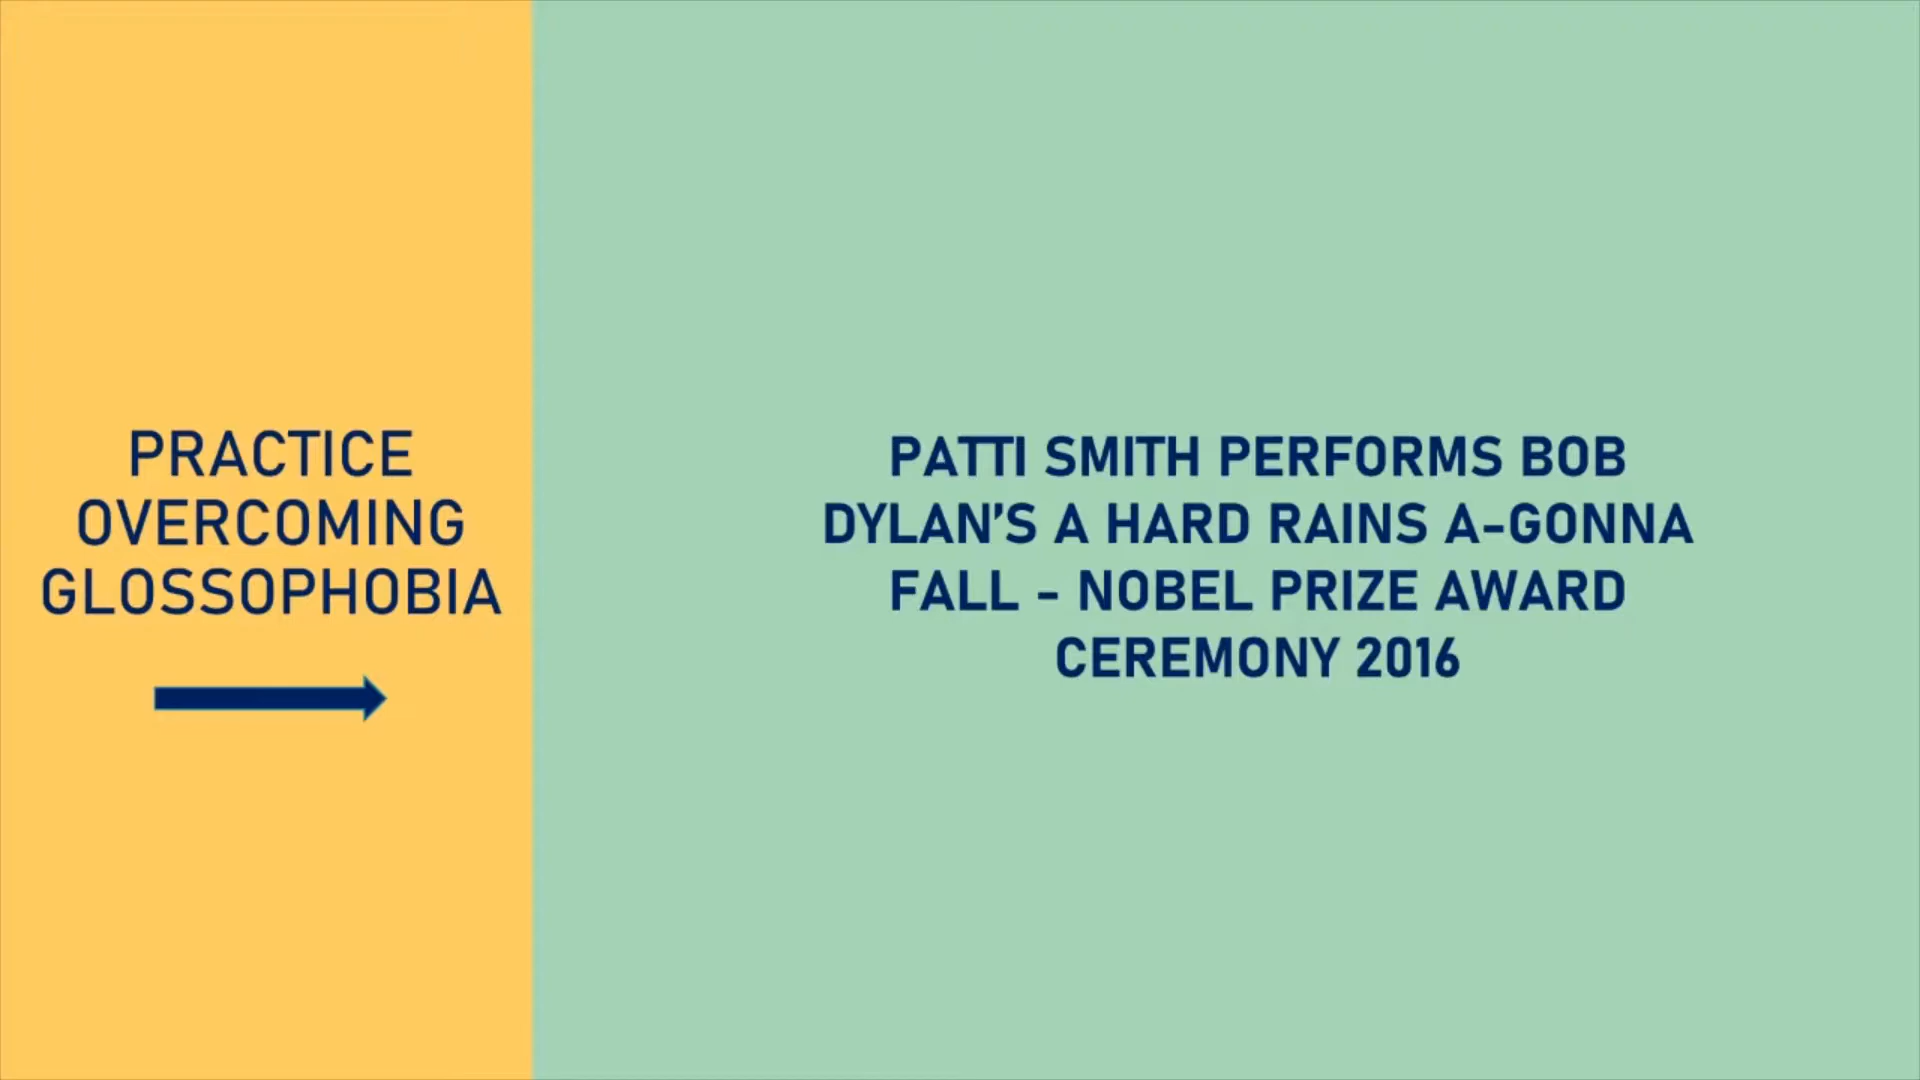 PRACTICE
OVERCOMING
GLOSSOPHOBIA
PATTI SMITH PERFORMS BOB
DYLAN’S A HARD RAINS A-GONNA
FALL - NOBEL PRIZE AWARD
CEREMONY 2016